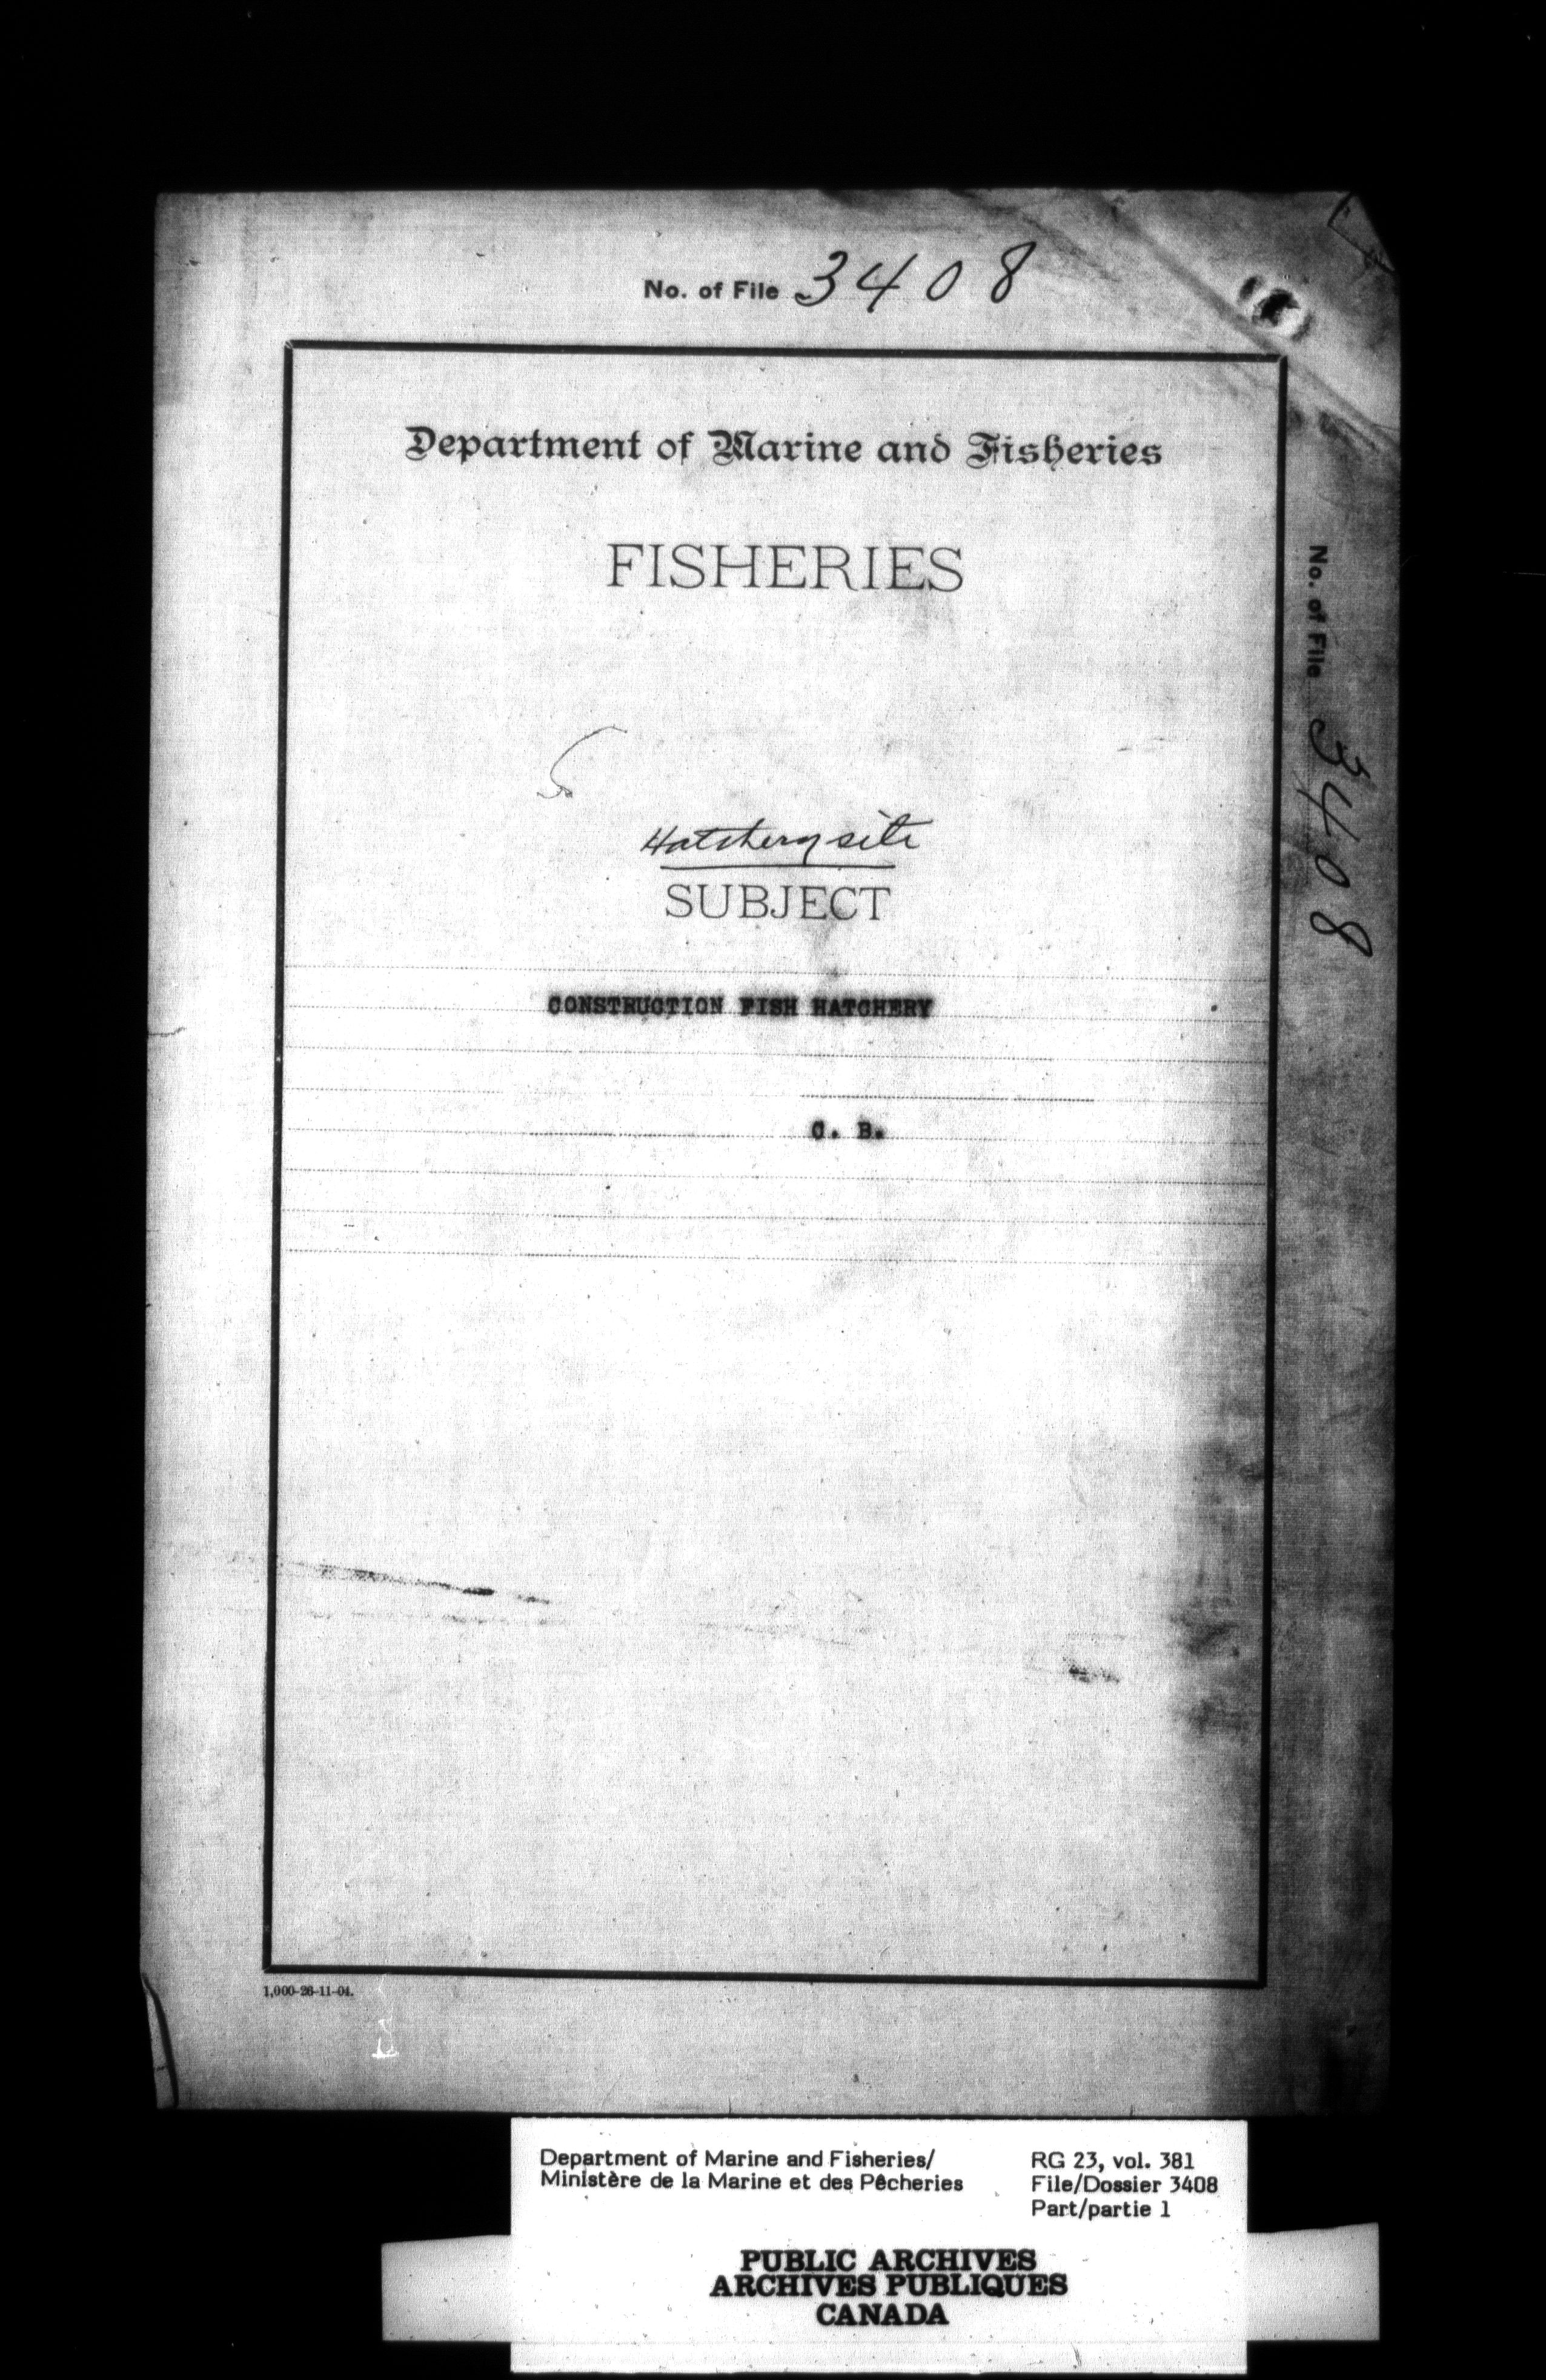 No. of File 3408
Department of Marine and Fisheries
FISHERIES
No. of File 3408
Hatchery site
SUBJECT
CONSTRUCTION FISH HATCHERY
C. B.
1,000-26-11-04.
Department of Marine and Fisheries/
Ministère de la Marine et des Pêcheries
RG 23, vol. 381
File/Dossier 3408
Part/partie 1
PUBLIC ARCHIVES
ARCHIVES PUBLIQUES
CANADA